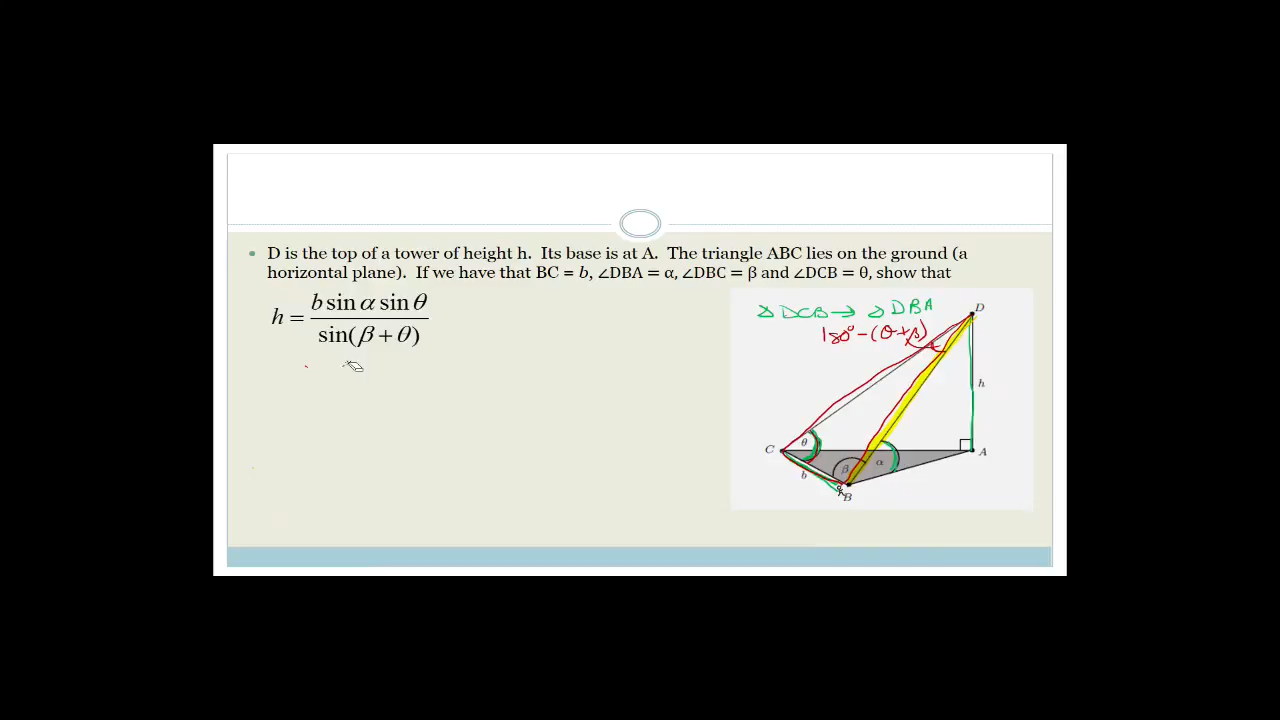 D is the top of a tower of height h. Its base is at A. The triangle ABC lies on the ground (a
horizontal plane). If we have that BC = b, ∠DBA = α, ∠DBC = β and ∠DCB = θ, show that
h = b sin α sin θ / sin(β + θ)
△ DCB → △ DBA
180° - (θ + β)
D
h
C
θ
A
β
α
b
B